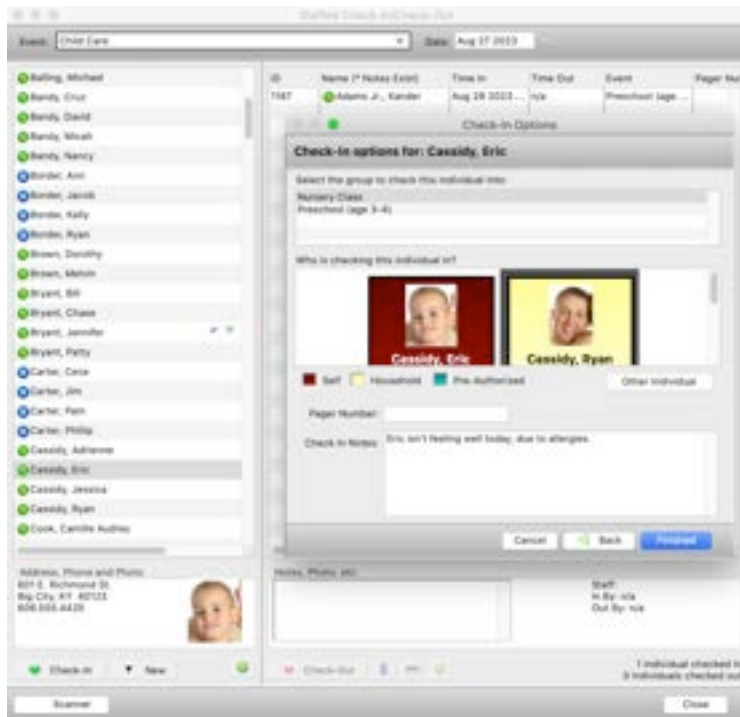 Staffed Check-In/Check-Out
Event: Child Care
Date: Aug 27 2023
Balling, Michael
Bandy, Cruz
Bandy, David
Bandy, Micah
Bandy, Nancy
Border, Ann
Border, Jacob
Border, Kelly
Border, Ryan
Brown, Dorothy
Brown, Melvin
Bryant, Bill
Bryant, Chase
Bryant, Jennifer
Bryant, Patty
Carter, Cece
Carter, Jim
Carter, Pam
Carter, Phillip
Cassidy, Adrienne
Cassidy, Eric
Cassidy, Jessica
Cassidy, Ryan
Cook, Camille Audrey
ID Name (* Notes Exist) Time In Time Out Event Pager Nu
1187 Adams Jr., Xander Aug 29 2023 ... n/a Preschool (age ...
Check-In Options
Check-In options for: Cassidy, Eric
Select the group to check this individual into:
Nursery Class
Preschool (age 3-4)
Who is checking this individual in?
Cassidy, Eric
Cassidy, Ryan
Self Household Pre-Authorized
Other Individual
Pager Number:
Check In Notes: Eric isn't feeling well today, due to allergies.
Cancel Back Finished
Address, Phone and Photo
Big City, KY 40123
Notes, Photo, etc
Staff:
In By: n/a
Out By: n/a
Check-In New
Check-Out
1 individual checked in
0 individuals checked out
Scanner
Close